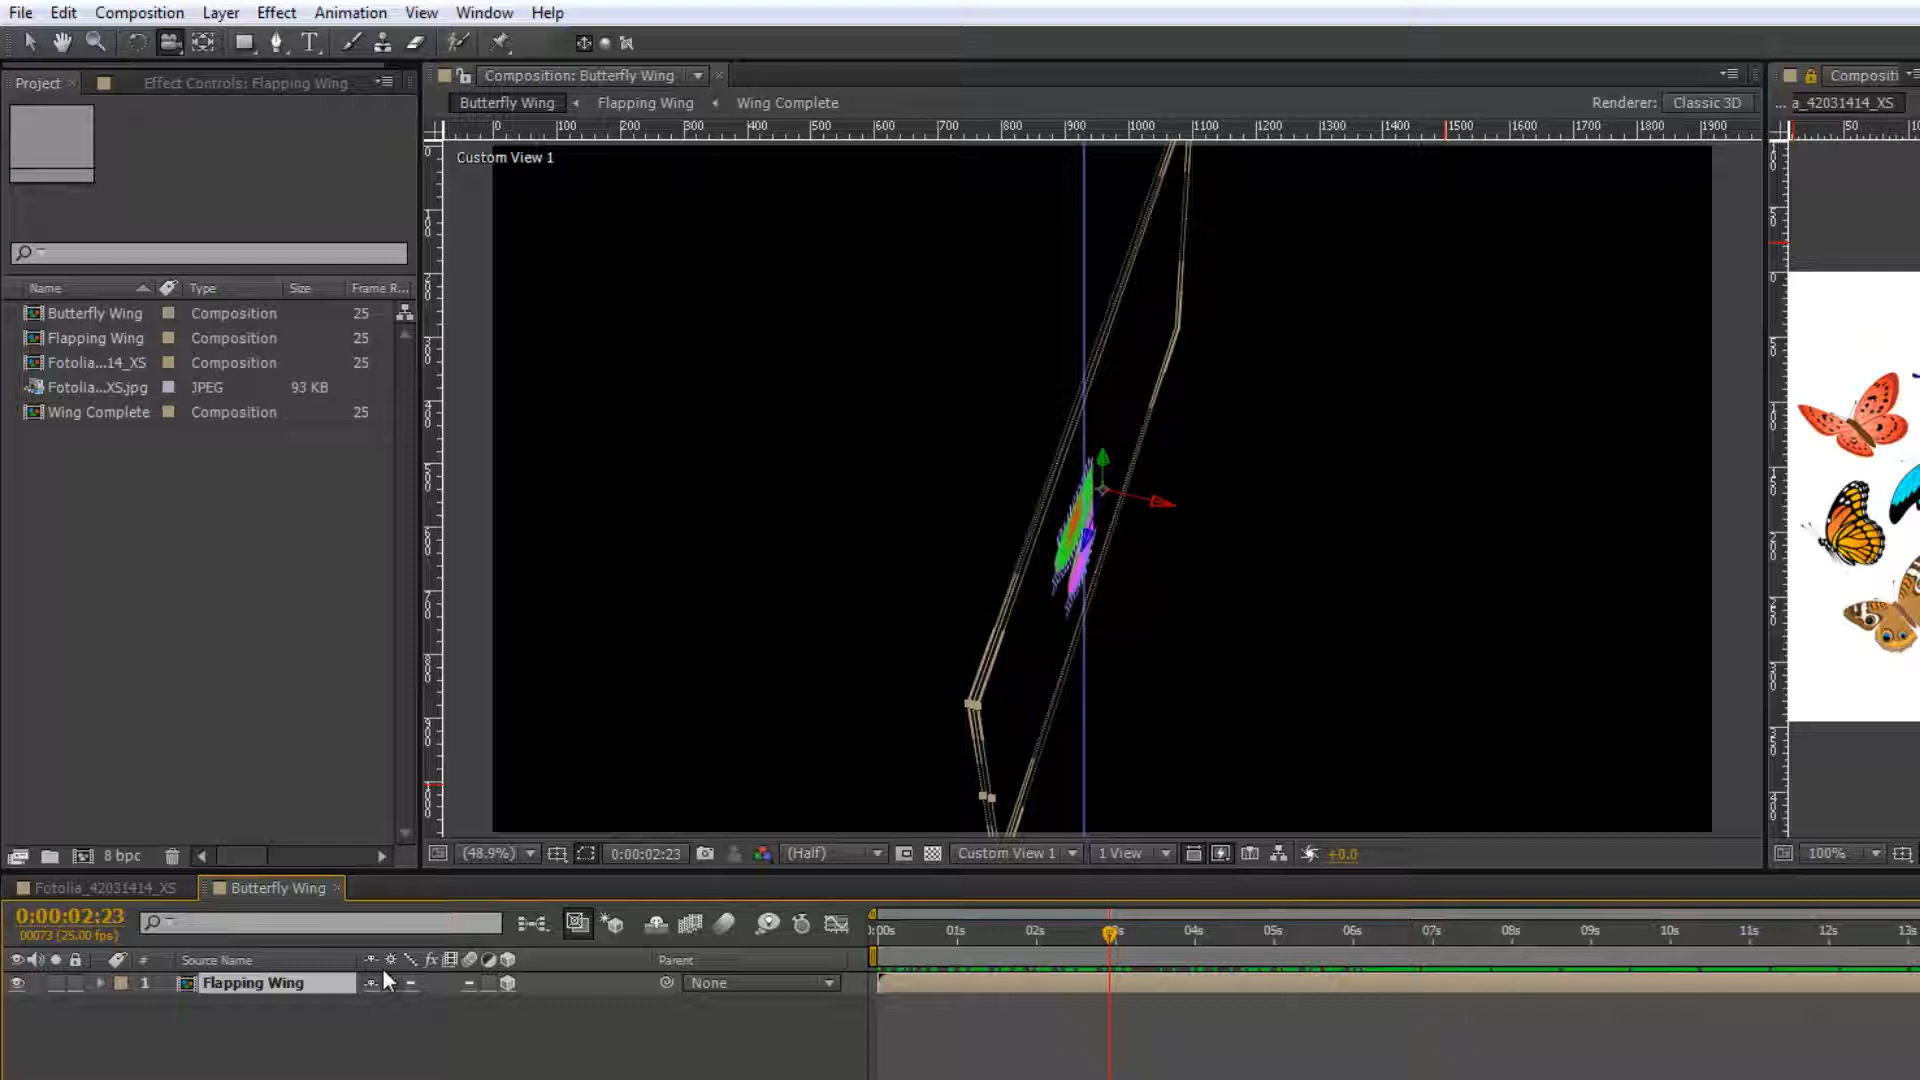 File Edit Composition Layer Effect Animation View Window Help
Project Effect Controls: Flapping Wing
Composition: Butterfly Wing
Compositi
Butterfly Wing Flapping Wing Wing Complete Renderer: Classic 3D
... a_42031414_XS
0 100 200 300 400 500 600 700 800 900 1000 1100 1200 1300 1400 1500 1600 1700 1800 1900
50
Custom View 1
Name Type Size Frame R...
Butterfly Wing Composition 25
Flapping Wing Composition 25
Fotolia...14_XS Composition 25
Fotolia...XS.jpg JPEG 93 KB
Wing Complete Composition 25
8 bpc
(48.9%) 0:00:02:23 (Half) Custom View 1 1 View +0.0
100%
Fotolia_42031414_XS Butterfly Wing
0:00:02:23
00073 (25.00 fps)
01s 02s 04s 05s 06s 07s 08s 09s 10s 11s 12s 13s
# Source Name fx Parent
1 Flapping Wing None